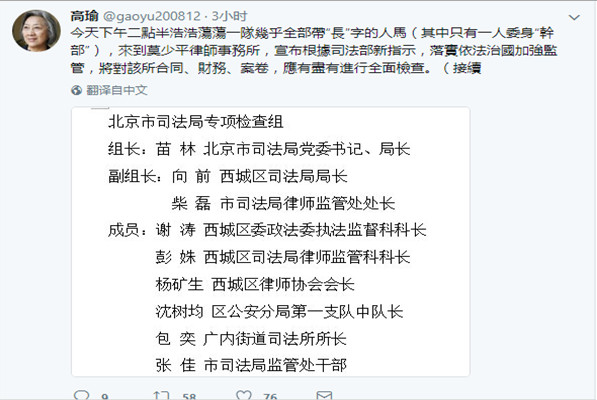 高瑜 @gaoyu200812 · 3小时
今天下午二點半浩浩蕩蕩一隊幾乎全部帶“長”字的人馬（其中只有一人委身“幹
部”），來到莫少平律師事務所，宣布根據司法部新指示，落實依法治國加強監
管，將對該所合同、財務、案卷，應有盡有進行全面檢查。（接續
翻译自中文
北京市司法局专项检查组
组长：苗 林 北京市司法局党委书记、局长
副组长：向 前 西城区司法局局长
柴 磊 市司法局律师监管处处长
成员：谢 涛 西城区委政法委执法监督科科长
彭 姝 西城区司法局律师监管科科长
杨矿生 西城区律师协会会长
沈树均 区公安分局第一支队中队长
包 奕 广内街道司法所所长
张 佳 市司法局监管处干部
9 58 76